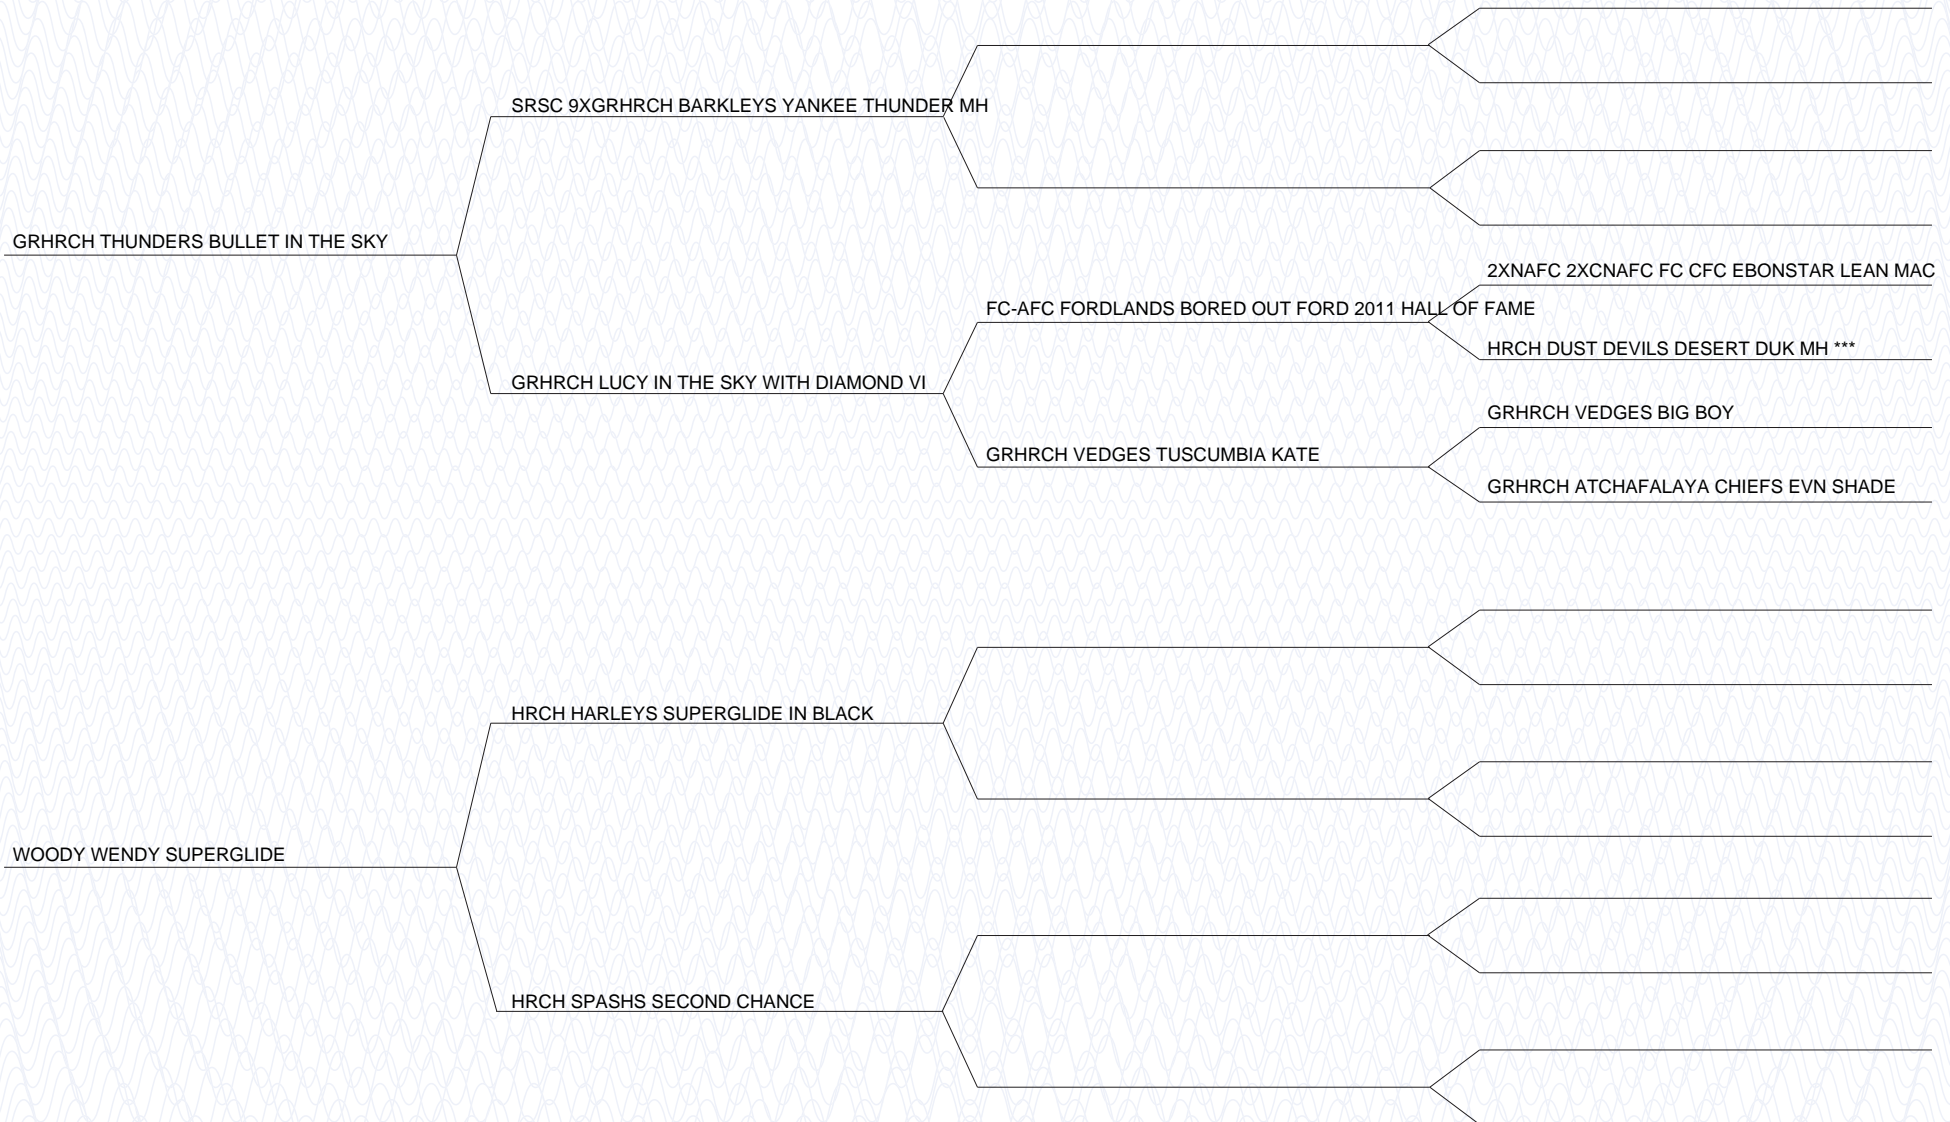 SRSC 9XGRHRCH BARKLEYS YANKEE THUNDER MH
GRHRCH THUNDERS BULLET IN THE SKY
2XNAFC 2XCNAFC FC CFC EBONSTAR LEAN MAC
FC-AFC FORDLANDS BORED OUT FORD 2011 HALL OF FAME
HRCH DUST DEVILS DESERT DUK MH ***
GRHRCH LUCY IN THE SKY WITH DIAMOND VI
GRHRCH VEDGES BIG BOY
GRHRCH VEDGES TUSCUMBIA KATE
GRHRCH ATCHAFALAYA CHIEFS EVN SHADE
HRCH HARLEYS SUPERGLIDE IN BLACK
WOODY WENDY SUPERGLIDE
HRCH SPASHS SECOND CHANCE